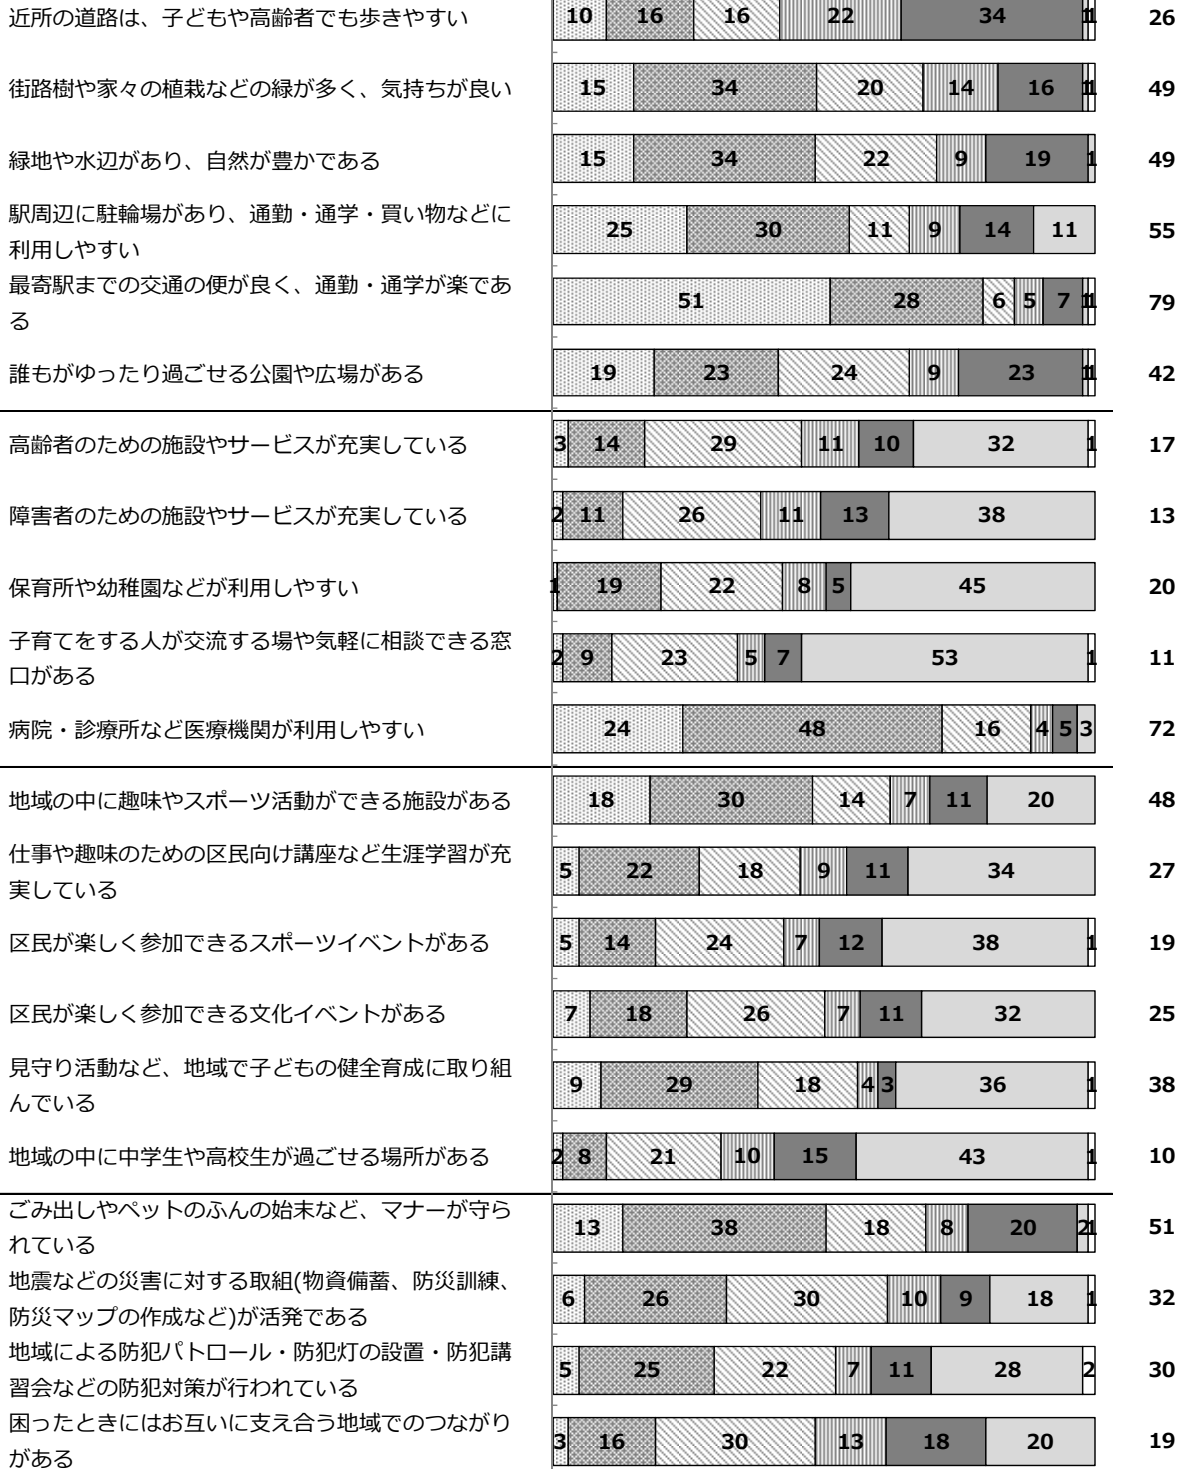 近所の道路は、子どもや高齢者でも歩きやすい 10 16 16 22 34 1 1 26
街路樹や家々の植栽などの緑が多く、気持ちが良い 15 34 20 14 16 1 1 49
緑地や水辺があり、自然が豊かである 15 34 22 9 19 1 49
駅周辺に駐輪場があり、通勤・通学・買い物などに
利用しやすい 25 30 11 9 14 11 55
最寄駅までの交通の便が良く、通勤・通学が楽であ
る 51 28 6 5 7 1 1 79
誰もがゆったり過ごせる公園や広場がある 19 23 24 9 23 1 1 42
高齢者のための施設やサービスが充実している 3 14 29 11 10 32 1 17
障害者のための施設やサービスが充実している 2 11 26 11 13 38 13
保育所や幼稚園などが利用しやすい 1 19 22 8 5 45 20
子育てをする人が交流する場や気軽に相談できる窓
口がある 2 9 23 5 7 53 1 11
病院・診療所など医療機関が利用しやすい 24 48 16 4 5 3 72
地域の中に趣味やスポーツ活動ができる施設がある 18 30 14 7 11 20 48
仕事や趣味のための区民向け講座など生涯学習が充
実している 5 22 18 9 11 34 27
区民が楽しく参加できるスポーツイベントがある 5 14 24 7 12 38 1 19
区民が楽しく参加できる文化イベントがある 7 18 26 7 11 32 25
見守り活動など、地域で子どもの健全育成に取り組
んでいる 9 29 18 4 3 36 1 38
地域の中に中学生や高校生が過ごせる場所がある 2 8 21 10 15 43 1 10
ごみ出しやペットのふんの始末など、マナーが守ら
れている 13 38 18 8 20 2 1 51
地震などの災害に対する取組(物資備蓄、防災訓練、
防災マップの作成など)が活発である 6 26 30 10 9 18 1 32
地域による防犯パトロール・防犯灯の設置・防犯講
習会などの防犯対策が行われている 5 25 22 7 11 28 2 30
困ったときにはお互いに支え合う地域でのつながり
がある 3 16 30 13 18 20 19